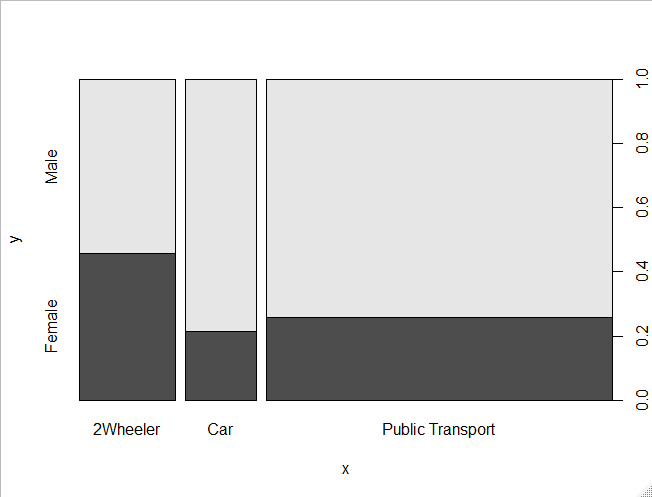 y
Male
Female
1.0
0.8
0.6
0.4
0.2
0.0
2Wheeler
Car
Public Transport
x